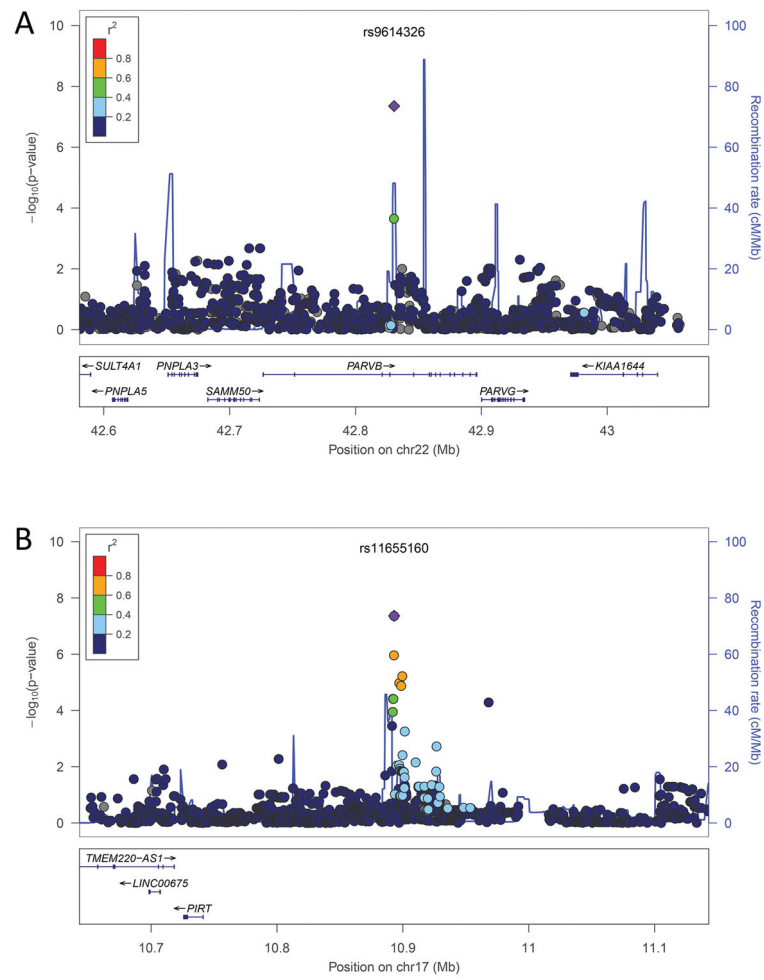 A
rs9614326
r2
0.8
0.6
0.4
0.2
10
8
6
4
2
0
−log10(p−value)
100
80
60
40
20
0
Recombination rate (cM/Mb)
←SULT4A1
PNPLA3→
PARVB→
←KIAA1644
←PNPLA5
SAMM50→
PARVG→
42.6
42.7
42.8
42.9
43
Position on chr22 (Mb)
B
rs11655160
r2
0.8
0.6
0.4
0.2
10
8
6
4
2
0
−log10(p−value)
100
80
60
40
20
0
Recombination rate (cM/Mb)
TMEM220−AS1→
←LINC00675
←PIRT
10.7
10.8
10.9
11
11.1
Position on chr17 (Mb)